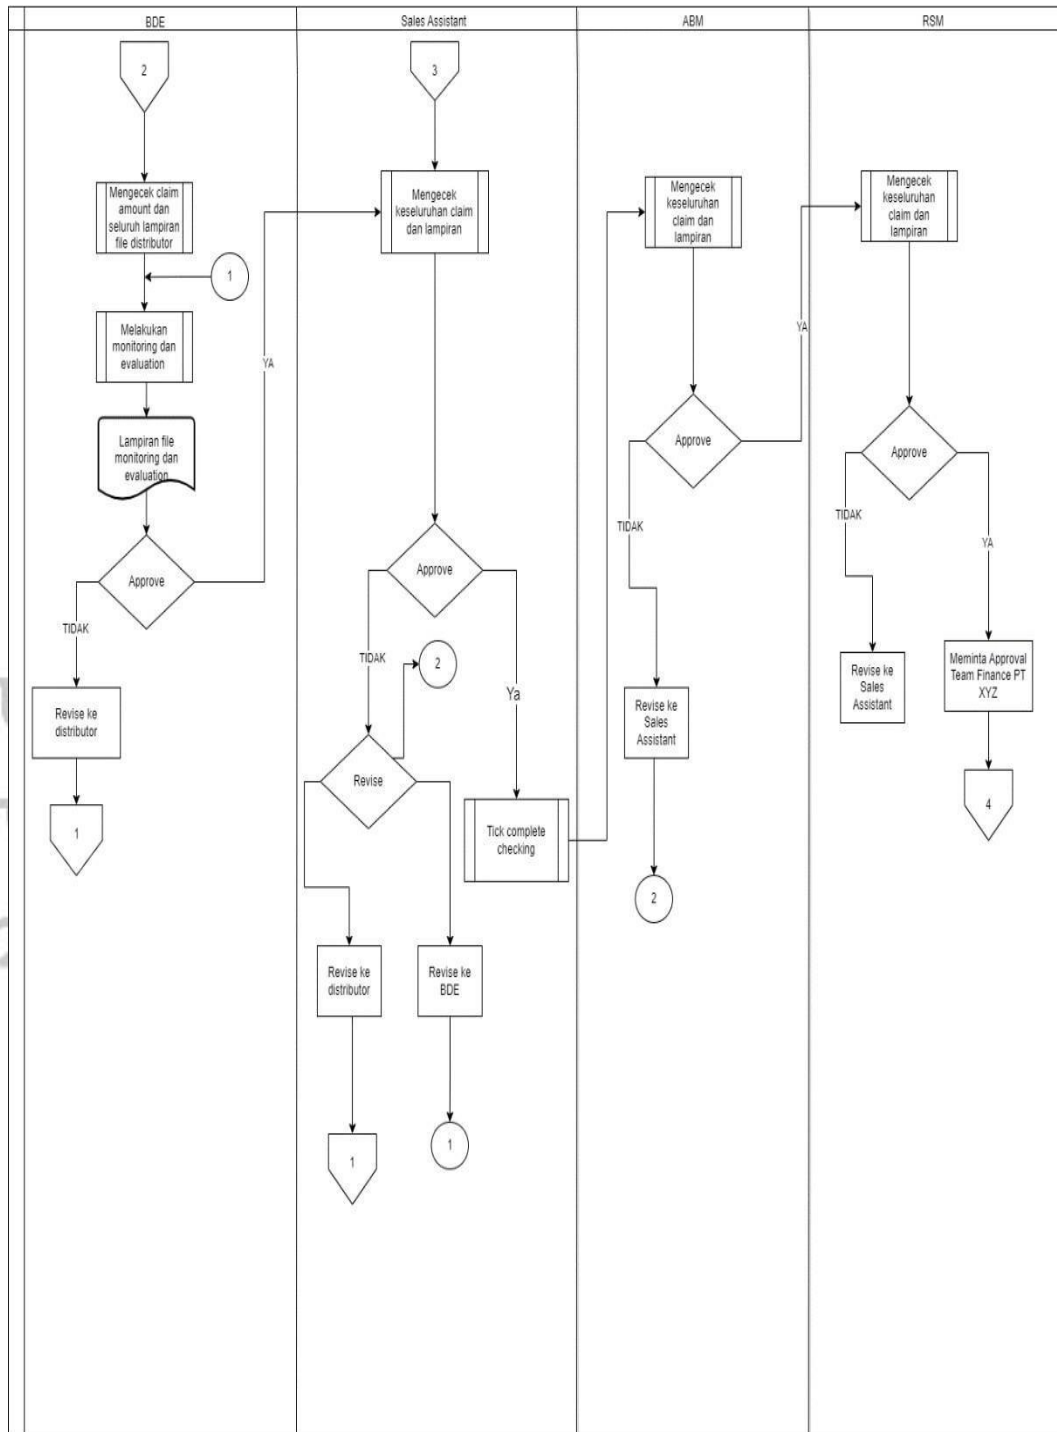 BDE
Sales Assistant
ABM
RSM
2
Mengecek claim
amount dan
seluruh lampiran
file distributor
1
Melakukan
monitoring dan
evaluation
Lampiran file
monitoring dan
evaluation
Approve
YA
TIDAK
Revise ke
distributor
1
3
Mengecek
keseluruhan claim
dan lampiran
Approve
TIDAK
2
Ya
Revise
Tick complete
checking
Revise ke
distributor
Revise ke
BDE
1
1
Mengecek
keseluruhan
claim dan
lampiran
YA
Approve
TIDAK
Revise ke
Sales
Assistant
2
Mengecek
keseluruhan
claim dan
lampiran
Approve
TIDAK
YA
Revise ke
Sales
Assistant
Meminta Approval
Team Finance PT
XYZ
4